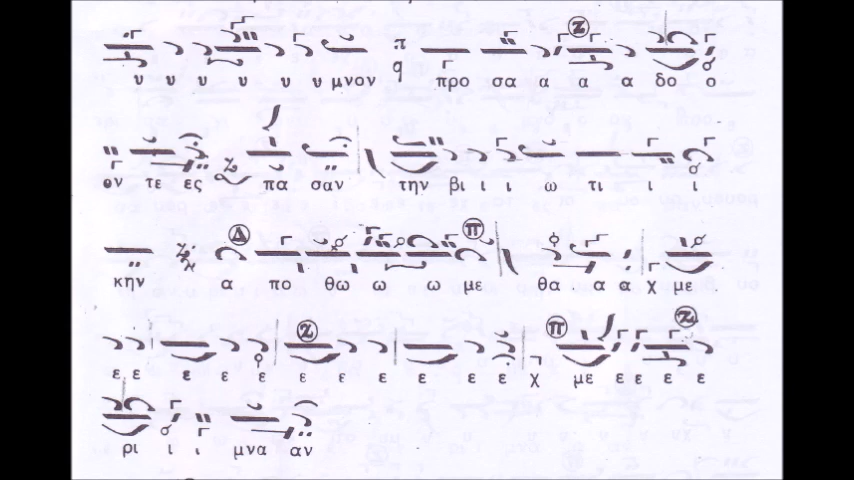 υ υ υ υ υ υ μνον π q προ σα α α α δο ο
ον τε ες πα σαν την βι ι ι ω τι ι ι
κην α πο θω ω ω με θα α α χ με
ε ε ε ε ε ε ε ε ε ε ε χ με ε ε ε ε
ρι ι ι μνα αν